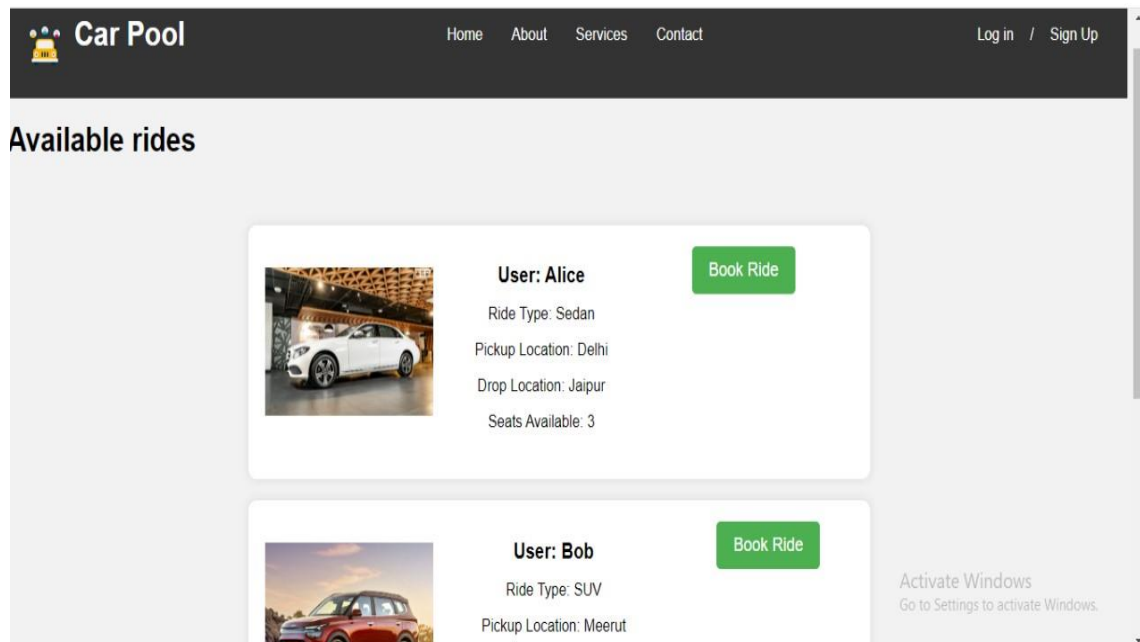 Car Pool
Home About Services Contact
Log in / Sign Up
Available rides
User: Alice
Ride Type: Sedan
Pickup Location: Delhi
Drop Location: Jaipur
Seats Available: 3
Book Ride
User: Bob
Ride Type: SUV
Pickup Location: Meerut
Book Ride
Activate Windows
Go to Settings to activate Windows.